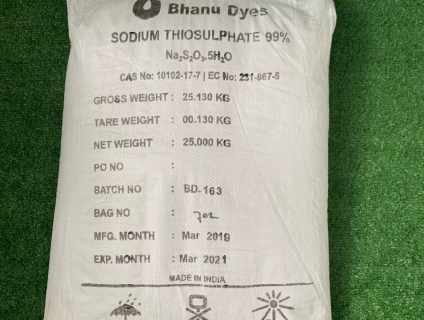 Bhanu Dyes
SODIUM THIOSULPHATE 99%
Na₂S₂O₃.5H₂O
CAS No: 10102-17-7 | EC No: 231-867-5
GROSS WEIGHT : 25.130 KG
TARE WEIGHT : 00.130 KG
NET WEIGHT : 25.000 KG
PO NO :
BATCH NO : BD-163
BAG NO : 702
MFG. MONTH : Mar 2019
EXP. MONTH : Mar 2021
MADE IN INDIA